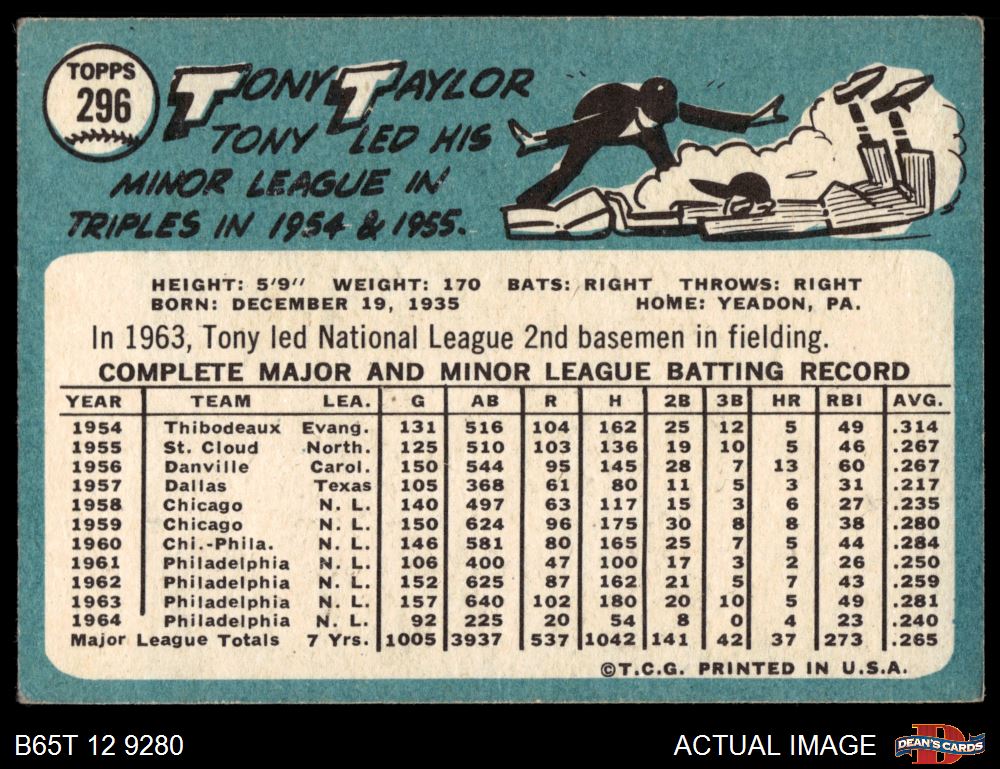 TOPPS
296
TONY TAYLOR
TONY LED HIS
MINOR LEAGUE IN
TRIPLES IN 1954 & 1955.
HEIGHT: 5'9" WEIGHT: 170 BATS: RIGHT THROWS: RIGHT
BORN: DECEMBER 19, 1935 HOME: YEADON, PA.
In 1963, Tony led National League 2nd basemen in fielding.
COMPLETE MAJOR AND MINOR LEAGUE BATTING RECORD
YEAR TEAM LEA. G AB R H 2B 3B HR RBI AVG.
1954 Thibodeaux Evang. 131 516 104 162 25 12 5 49 .314
1955 St. Cloud North. 125 510 103 136 19 10 5 46 .267
1956 Danville Carol. 150 544 95 145 28 7 13 60 .267
1957 Dallas Texas 105 368 61 80 11 5 3 31 .217
1958 Chicago N. L. 140 497 63 117 15 3 6 27 .235
1959 Chicago N. L. 150 624 96 175 30 8 8 38 .280
1960 Chi.-Phila. N. L. 146 581 80 165 25 7 5 44 .284
1961 Philadelphia N. L. 106 400 47 100 17 3 2 26 .250
1962 Philadelphia N. L. 152 625 87 162 21 5 7 43 .259
1963 Philadelphia N. L. 157 640 102 180 20 10 5 49 .281
1964 Philadelphia N. L. 92 225 20 54 8 0 4 23 .240
Major League Totals 7 Yrs. 1005 3937 537 1042 141 42 37 273 .265
©T.C.G. PRINTED IN U.S.A.
B65T 12 9280 ACTUAL IMAGE
D
DEAN'S CARDS